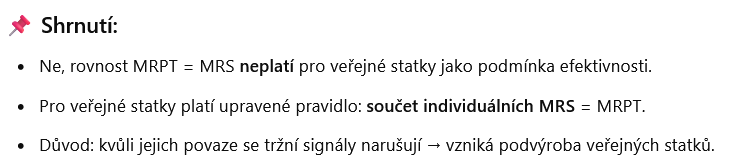 📌 Shrnutí:
• Ne, rovnost MRPT = MRS neplatí pro veřejné statky jako podmínka efektivnosti.
• Pro veřejné statky platí upravené pravidlo: součet individuálních MRS = MRPT.
• Důvod: kvůli jejich povaze se tržní signály narušují → vzniká podvýroba veřejných statků.